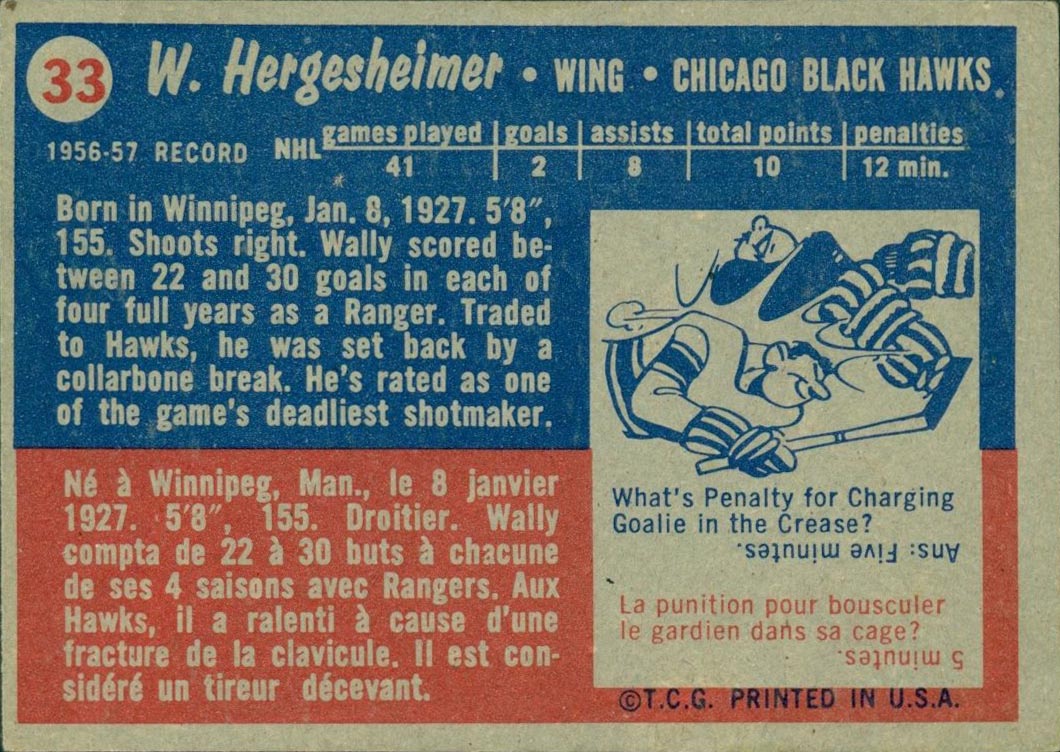 33 W. Hergesheimer • WING • CHICAGO BLACK HAWKS.
1956-57 RECORD NHL games played | goals | assists | total points | penalties
41 | 2 | 8 | 10 | 12 min.
Born in Winnipeg, Jan. 8, 1927. 5'8",
155. Shoots right. Wally scored be-
tween 22 and 30 goals in each of
four full years as a Ranger. Traded
to Hawks, he was set back by a
collarbone break. He's rated as one
of the game's deadliest shotmaker.
Né à Winnipeg, Man., le 8 janvier
1927. 5'8", 155. Droitier. Wally
compta de 22 à 30 buts à chacune
de ses 4 saisons avec Rangers. Aux
Hawks, il a ralenti à cause d'une
fracture de la clavicule. Il est con-
sidéré un tireur décevant.
What's Penalty for Charging
Goalie in the Crease?
Ans: Five minutes.
La punition pour bousculer
le gardien dans sa cage?
5 minutes.
©T.C.G. PRINTED IN U.S.A.